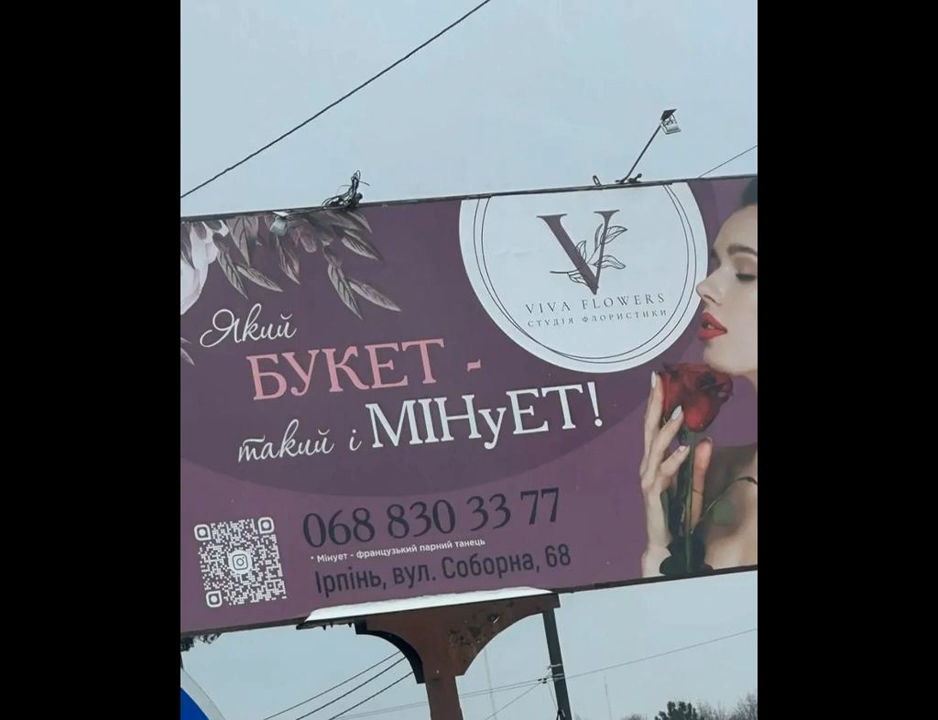 V
VIVA FLOWERS
СТУДІЯ ФЛОРИСТИКИ
Який
БУКЕТ -
такий і МІНуЕТ!
068 830 33 77
* Мінует - французький парний танець
Ірпінь, вул. Соборна, 68